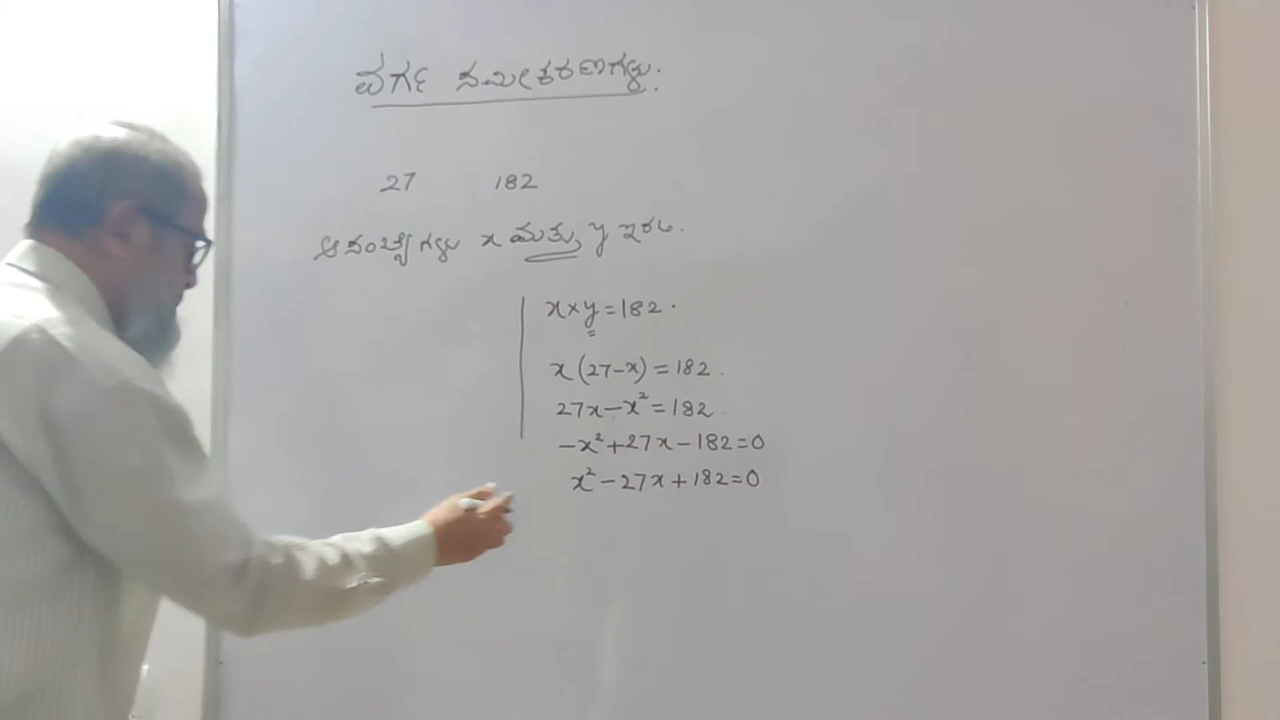 ವರ್ಗ ಸಮೀಕರಣಗಳು.
27 182
ಆ ಸಂಖ್ಯೆಗಳು x ಮತ್ತು y ಇರಲಿ.
x×y=182.
x(27-x)=182.
27x-x²=182.
-x²+27x-182=0
x²-27x+182=0